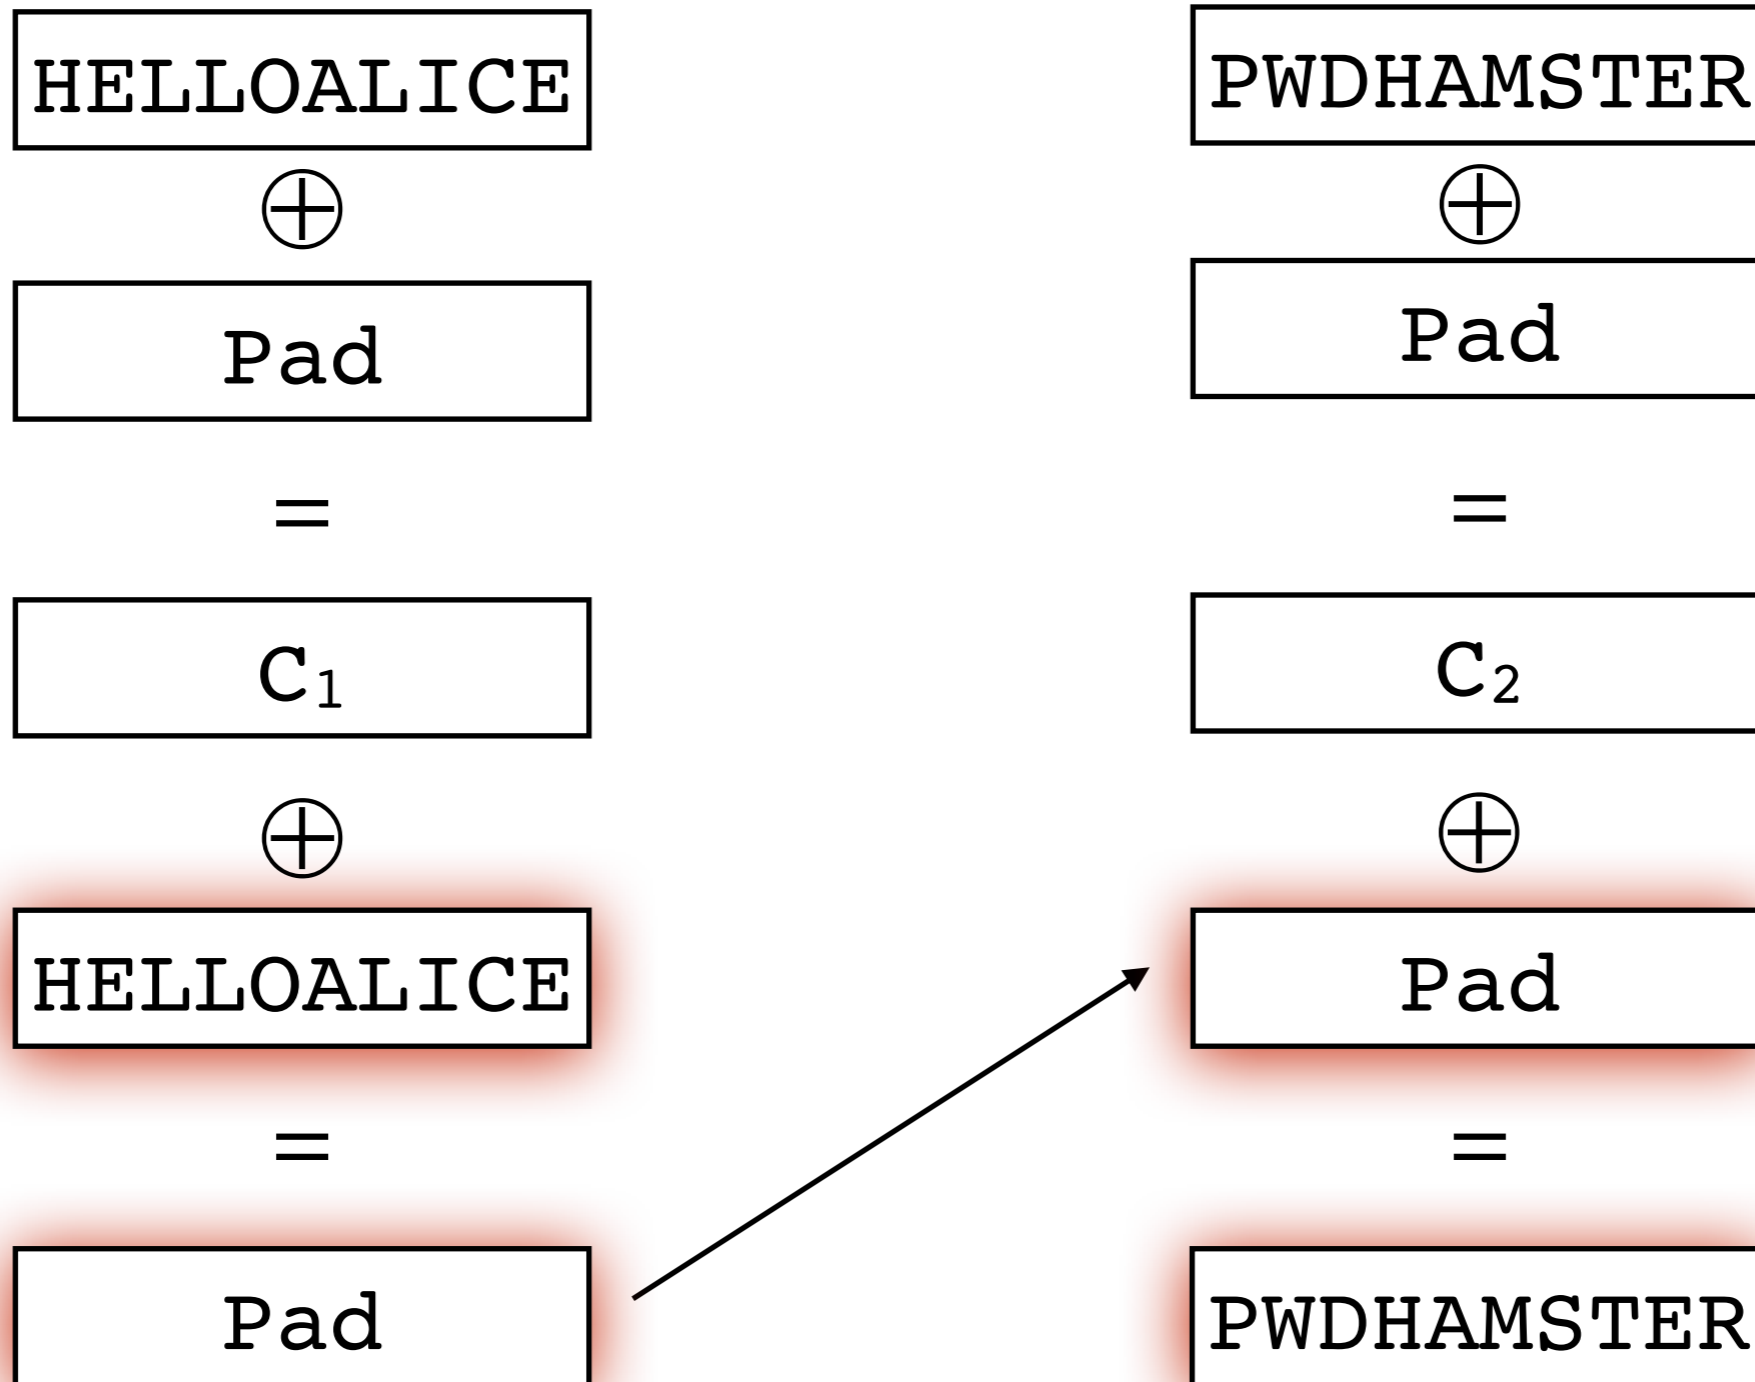 HELLOALICE
⊕
Pad
=
C₁
⊕
HELLOALICE
=
Pad
PWDHAMSTER
⊕
Pad
=
C₂
⊕
Pad
=
PWDHAMSTER